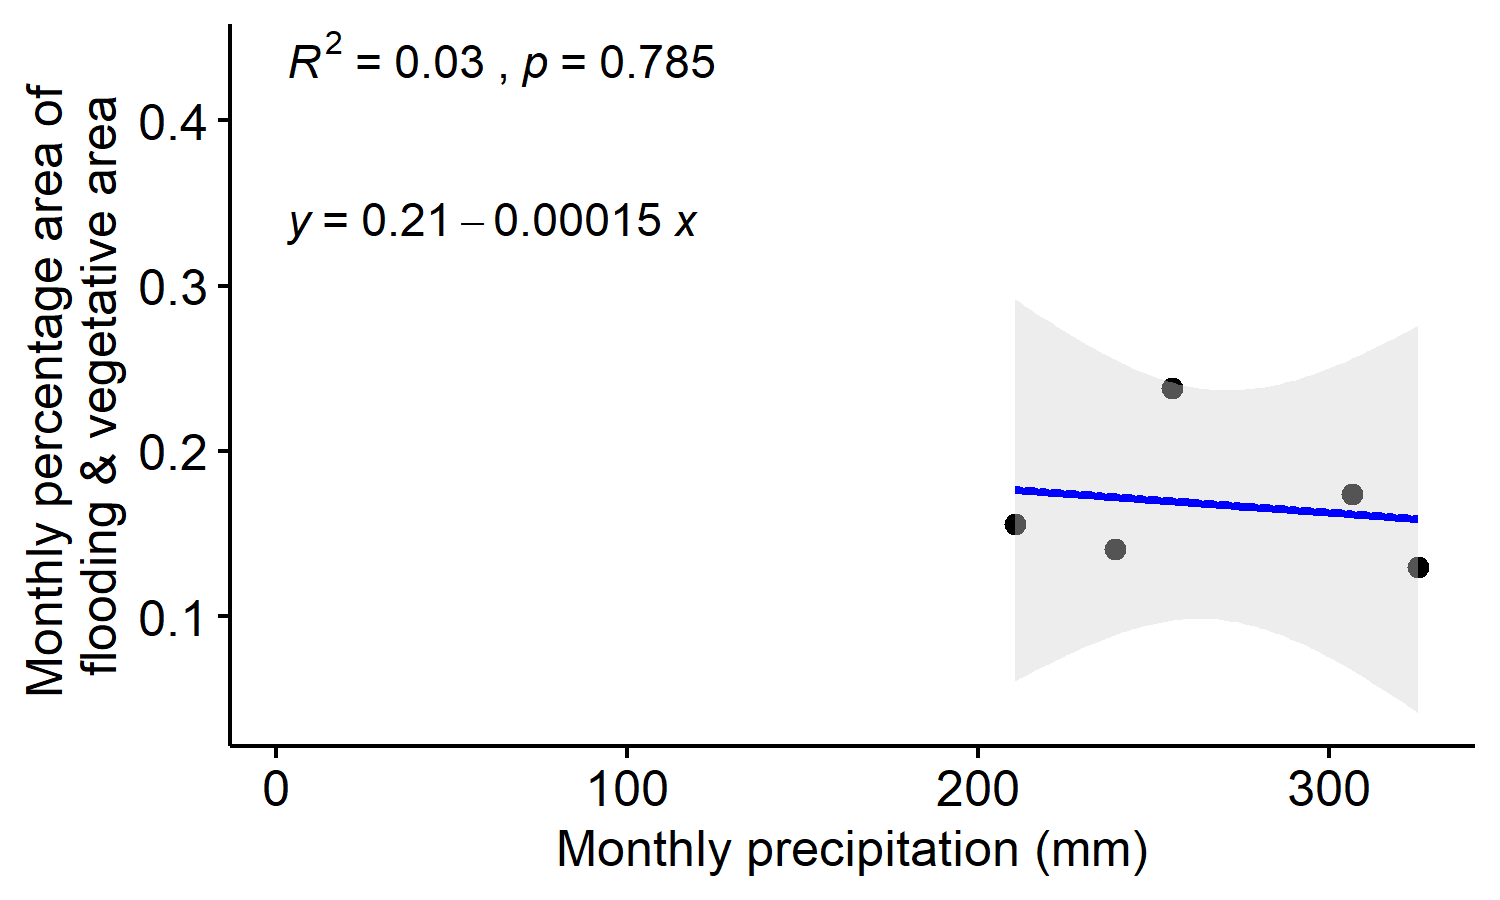 R² = 0.03 , p = 0.785
y = 0.21 – 0.00015 x
Monthly percentage area of
flooding & vegetative area
0.4
0.3
0.2
0.1
0
100
200
300
Monthly precipitation (mm)